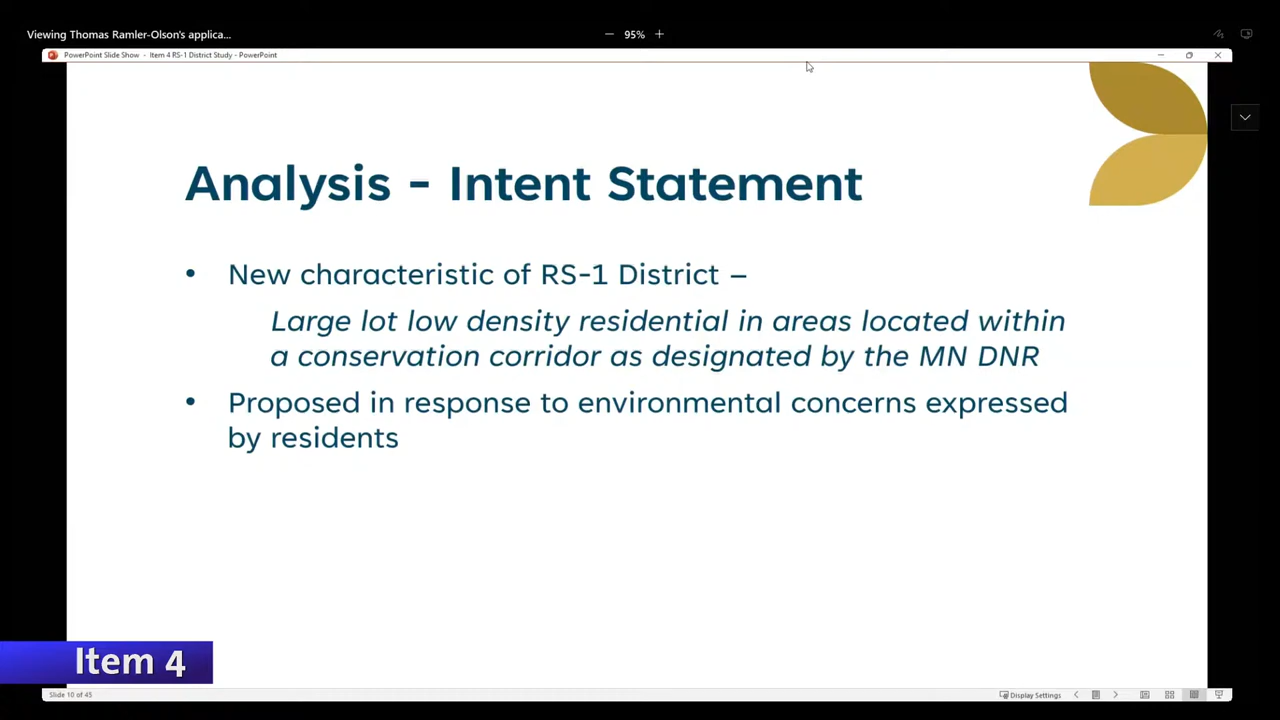 Viewing Thomas Ramler-Olson's applica...
95%
PowerPoint Slide Show - Item 4 RS-1 District Study - PowerPoint
Analysis - Intent Statement
• New characteristic of RS-1 District –
Large lot low density residential in areas located within
a conservation corridor as designated by the MN DNR
• Proposed in response to environmental concerns expressed
by residents
Item 4
Slide 10 of 45
Display Settings